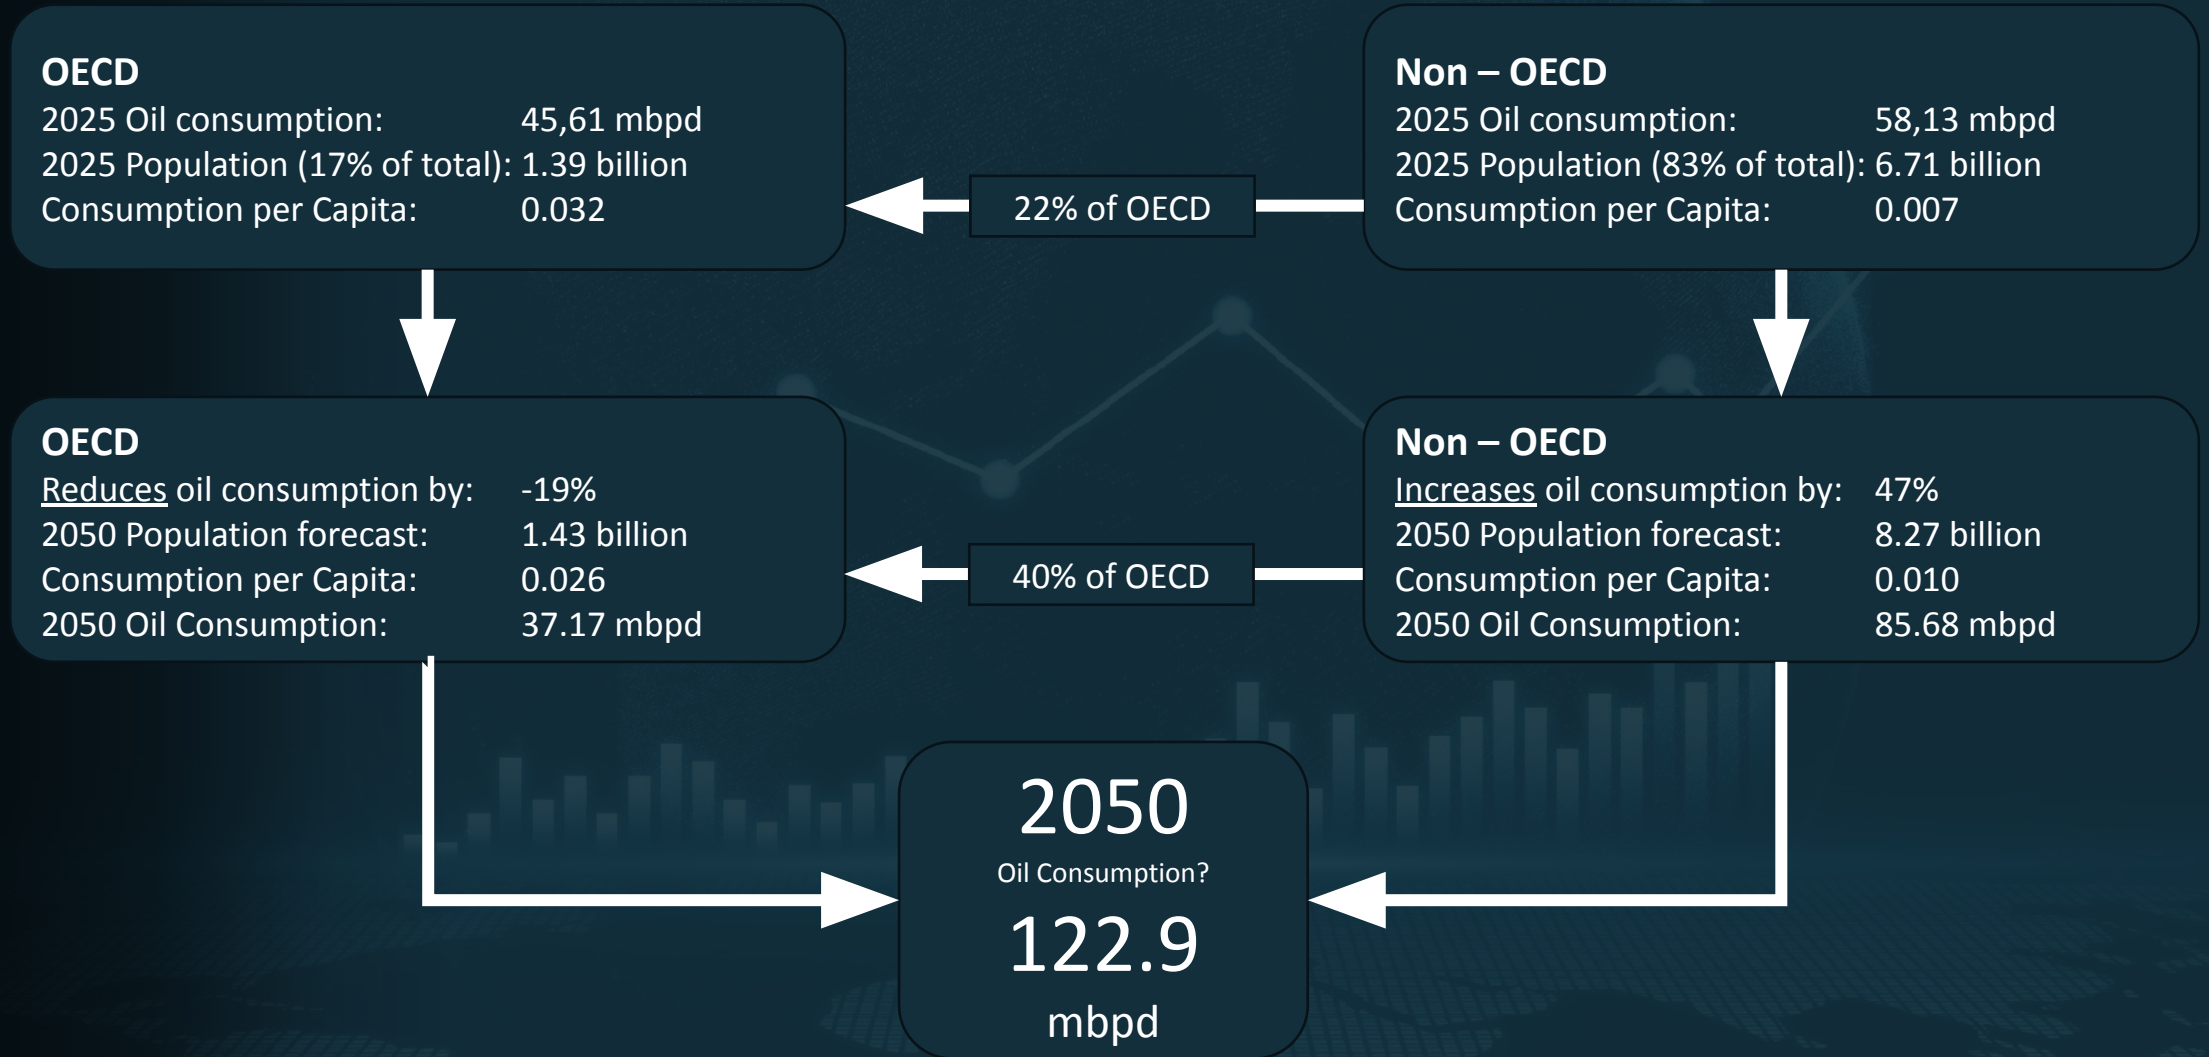 OECD
2025 Oil consumption: 45,61 mbpd
2025 Population (17% of total): 1.39 billion
Consumption per Capita: 0.032
22% of OECD
Non – OECD
2025 Oil consumption: 58,13 mbpd
2025 Population (83% of total): 6.71 billion
Consumption per Capita: 0.007
OECD
Reduces oil consumption by: -19%
2050 Population forecast: 1.43 billion
Consumption per Capita: 0.026
2050 Oil Consumption: 37.17 mbpd
40% of OECD
Non – OECD
Increases oil consumption by: 47%
2050 Population forecast: 8.27 billion
Consumption per Capita: 0.010
2050 Oil Consumption: 85.68 mbpd
2050
Oil Consumption?
122.9
mbpd